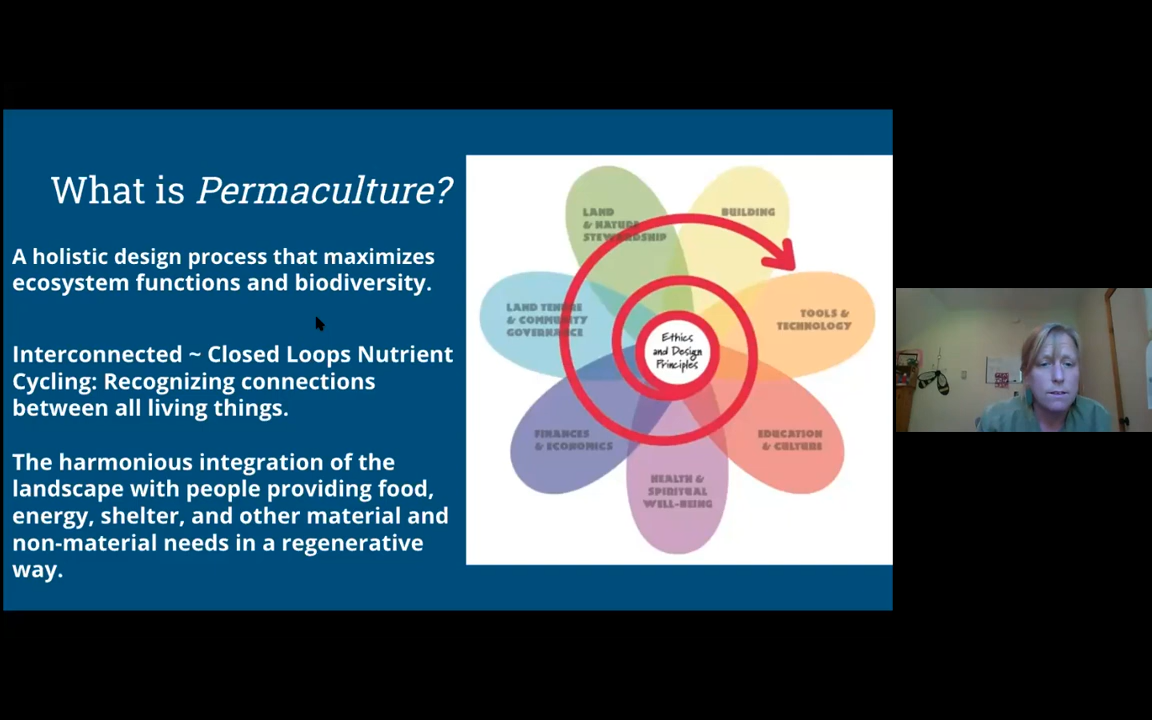 What is Permaculture?
A holistic design process that maximizes
ecosystem functions and biodiversity.
Interconnected ~ Closed Loops Nutrient
Cycling: Recognizing connections
between all living things.
The harmonious integration of the
landscape with people providing food,
energy, shelter, and other material and
non-material needs in a regenerative
way.
LAND
& NATURE
STEWARDSHIP
BUILDING
LAND TENURE
& COMMUNITY
GOVERNANCE
TOOLS &
TECHNOLOGY
Ethics
and Design
Principles
FINANCES
& ECONOMICS
EDUCATION
& CULTURE
HEALTH &
SPIRITUAL
WELL-BEING